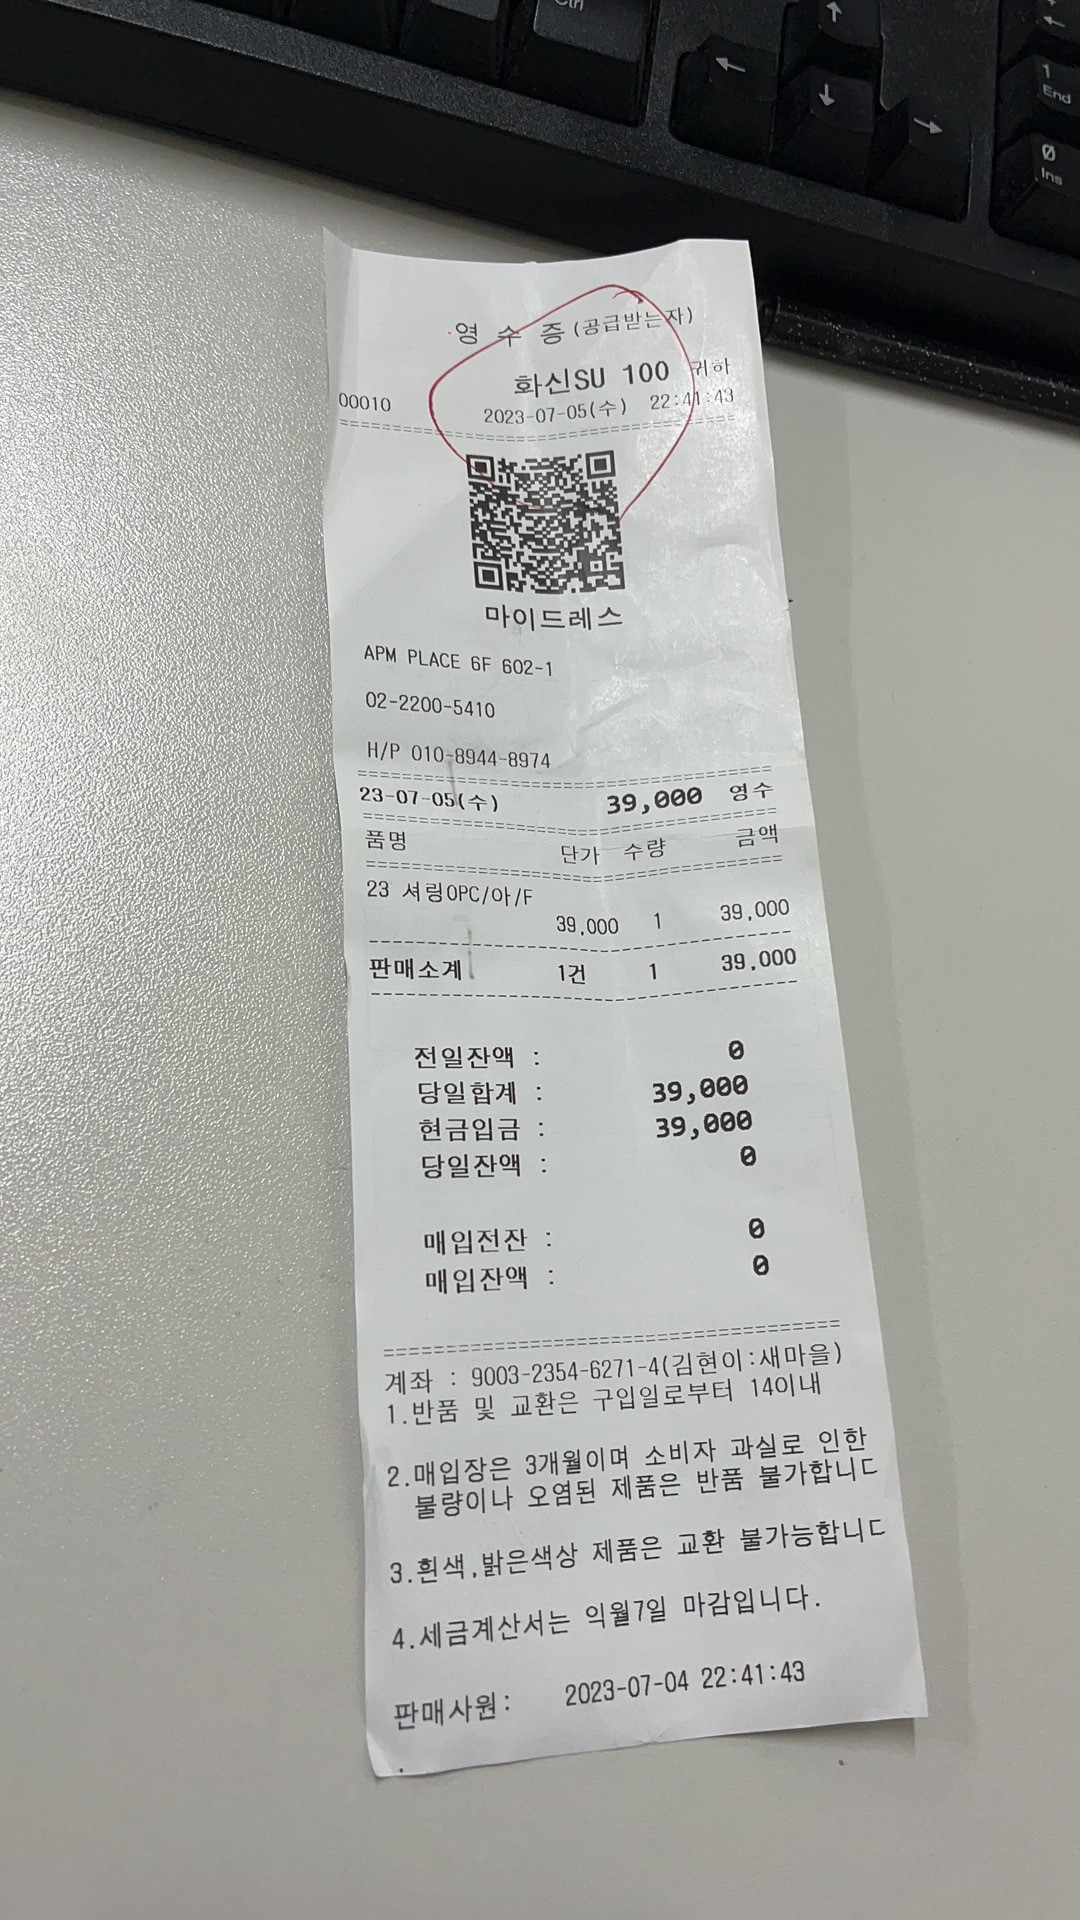 Ctrl
↑
←
↓
→
←
1
End
0
Ins
영 수 증(공급받는자)
화신SU 100 귀하
00010 2023-07-05(수) 22:41:43
마이드레스
APM PLACE 6F 602-1
02-2200-5410
H/P 010-8944-8974
23-07-05(수) 39,000 영수
품명 단가 수량 금액
23 셔링OPC/아/F
39,000 1 39,000
판매소계 1건 1 39,000
전일잔액 : 0
당일합계 : 39,000
현금입금 : 39,000
당일잔액 : 0
매입전잔 : 0
매입잔액 : 0
계좌 : 9003-2354-6271-4(김현이:새마을)
1.반품 및 교환은 구입일로부터 14이내
2.매입장은 3개월이며 소비자 과실로 인한
불량이나 오염된 제품은 반품 불가합니ㄷ
3.흰색,밝은색상 제품은 교환 불가능합니ㄷ
4.세금계산서는 익월7일 마감입니다.
판매사원: 2023-07-04 22:41:43